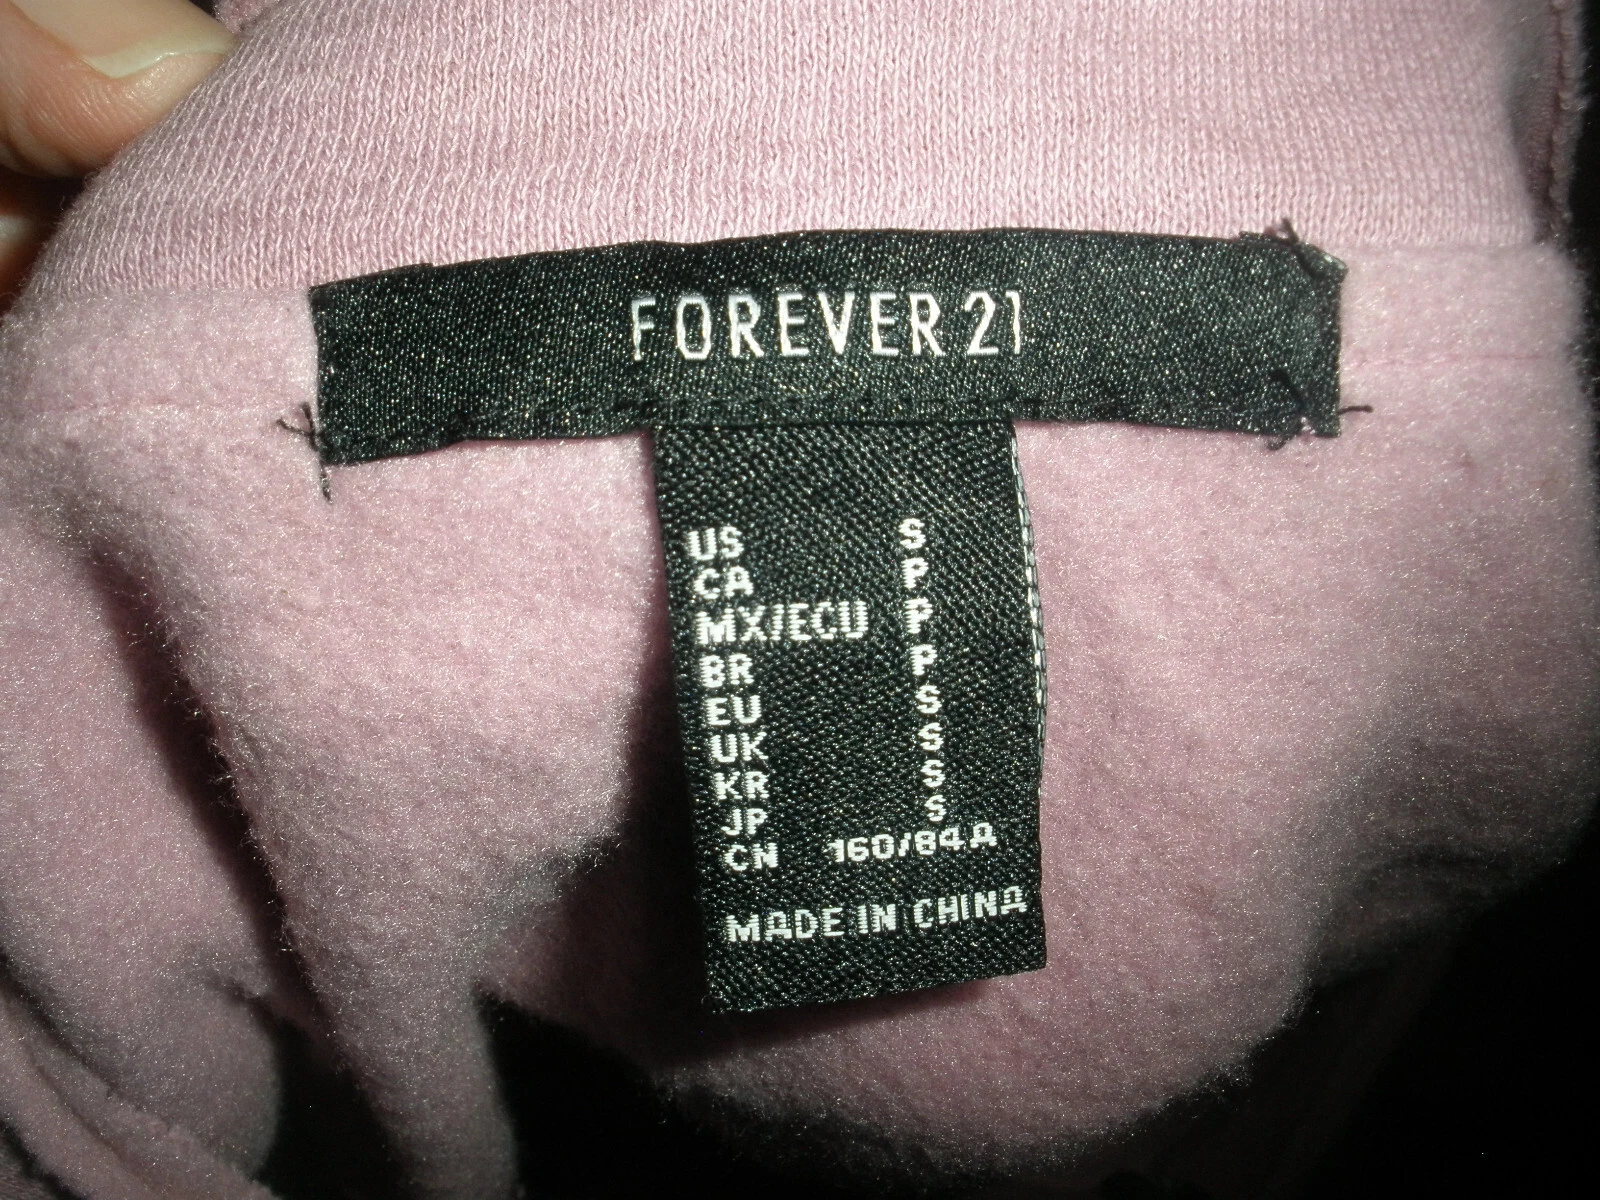 FOREVER 21
US S
CA P
MX/ECU P
BR P
EU S
UK S
KR S
JP S
CN 160/84A
MADE IN CHINA